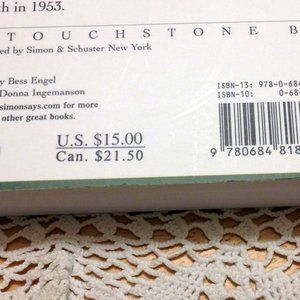 th in 1953.
TOUCHSTONE B
ed by Simon & Schuster New York
y Bess Engel
Donna Ingemanson
simonsays.com for more
other great books.
U.S. $15.00
Can. $21.50
ISBN-13: 978-0-684
ISBN-10: 0-684
9 780684 818